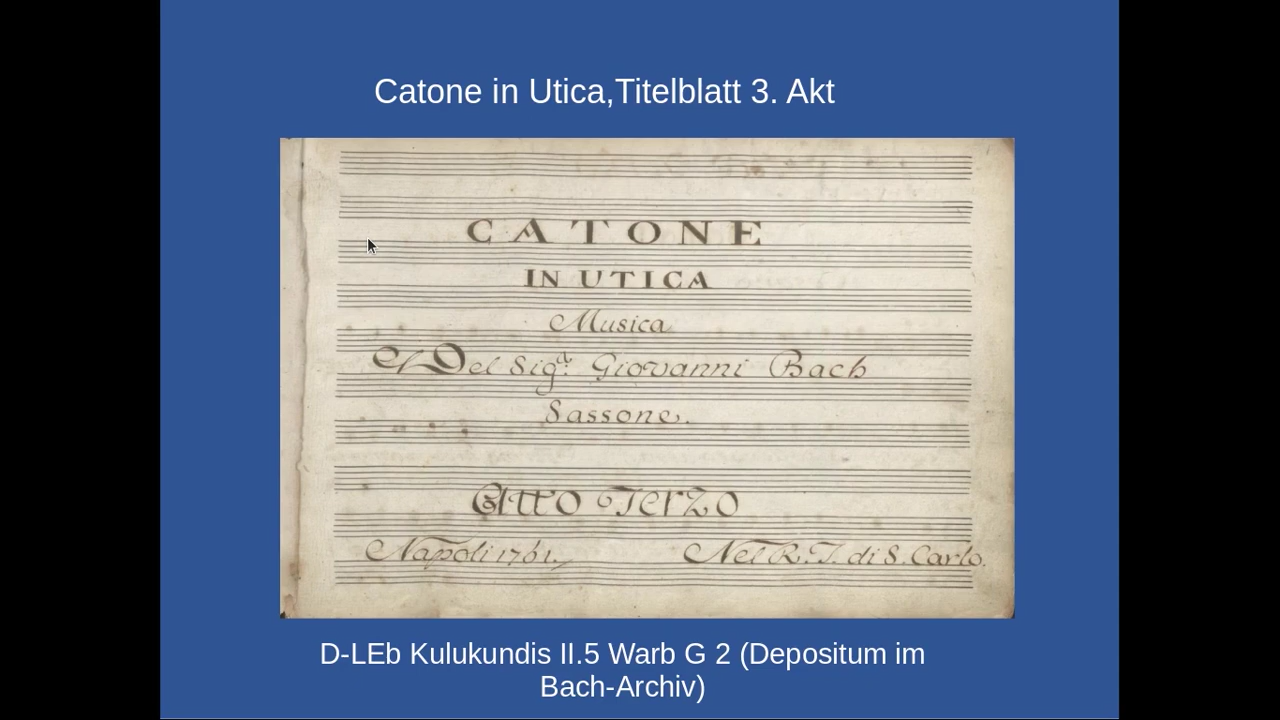 Catone in Utica,Titelblatt 3. Akt
CATONE
IN UTICA
Musica
Del Sigr. Giovanni Bach
Sassone.
Atto Terzo
Napoli 1761. Nel R. T. di S. Carlo.
D-LEb Kulukundis II.5 Warb G 2 (Depositum im
Bach-Archiv)